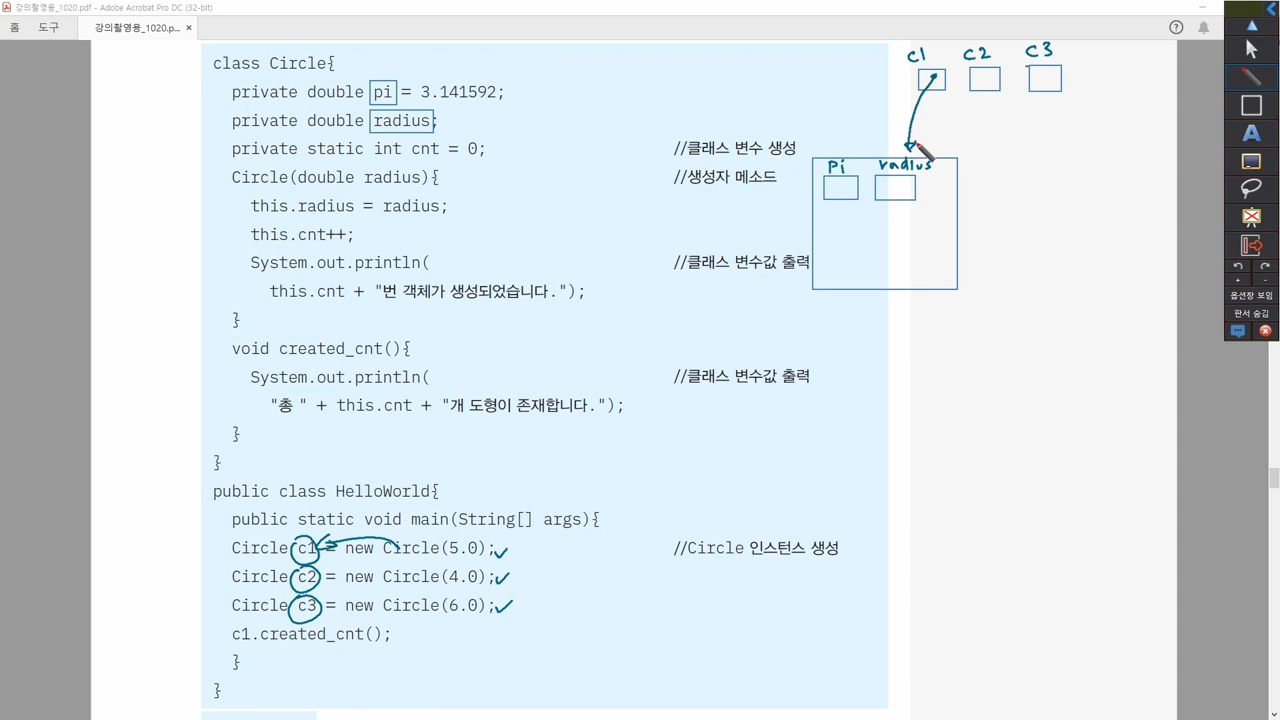 강의촬영용_1020.pdf - Adobe Acrobat Pro DC (32-bit)
홈 도구 강의촬영용_1020.p... ×
class Circle{
private double pi = 3.141592;
private double radius;
private static int cnt = 0; //클래스 변수 생성
Circle(double radius){ //생성자 메소드
this.radius = radius;
this.cnt++;
System.out.println( //클래스 변수값 출력
this.cnt + "번 객체가 생성되었습니다.");
}
void created_cnt(){
System.out.println( //클래스 변수값 출력
"총 " + this.cnt + "개 도형이 존재합니다.");
}
}
public class HelloWorld{
public static void main(String[] args){
Circle c1 = new Circle(5.0); //Circle 인스턴스 생성
Circle c2 = new Circle(4.0);
Circle c3 = new Circle(6.0);
c1.created_cnt();
}
}
c1 c2 c3
Pi radius
옵션장 보임
판서 숨김